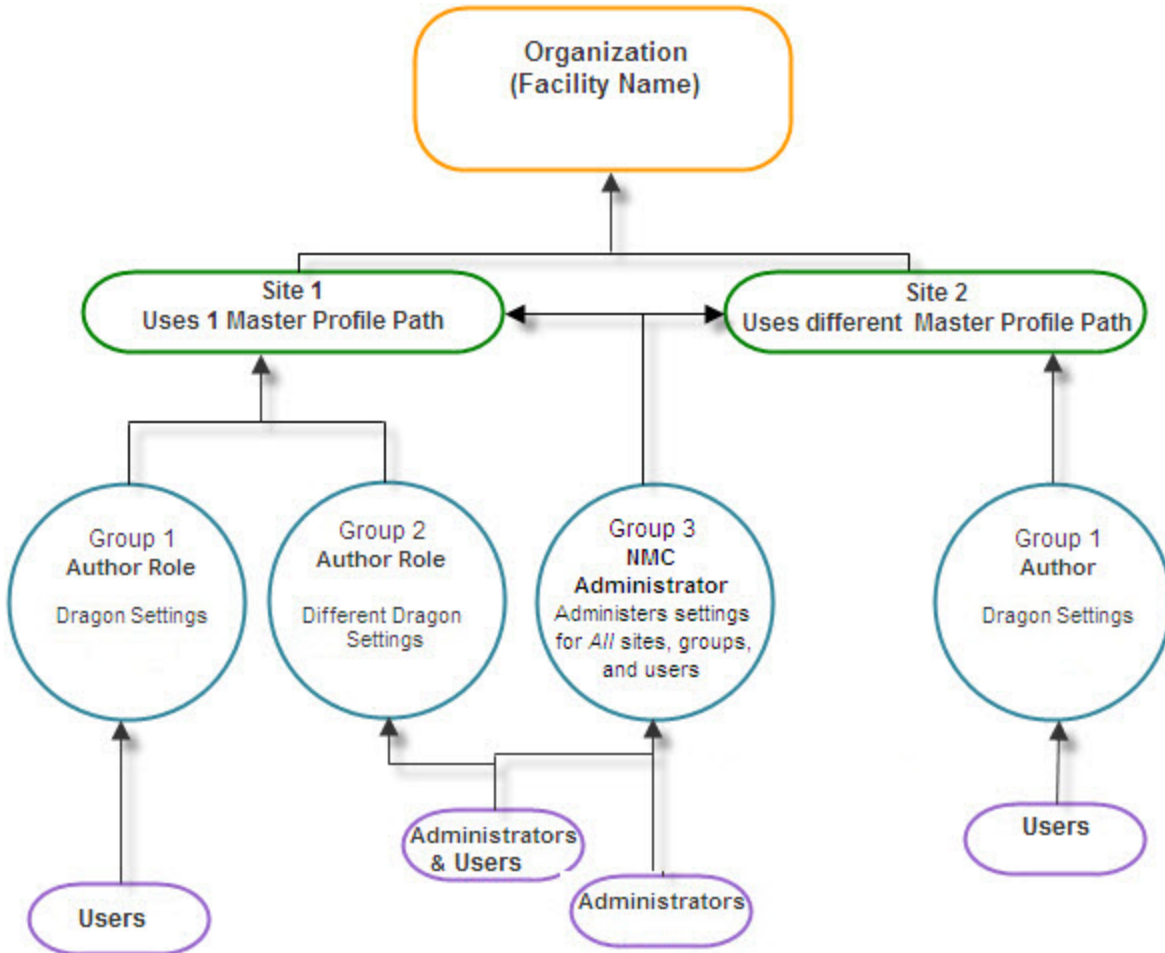 Organization
(Facility Name)
Site 1
Uses 1 Master Profile Path
Site 2
Uses different Master Profile Path
Group 1
Author Role
Dragon Settings
Group 2
Author Role
Different Dragon
Settings
Group 3
NMC
Administrator
Administers settings
for All sites, groups,
and users
Group 1
Author
Dragon Settings
Administrators
& Users
Users
Administrators
Users